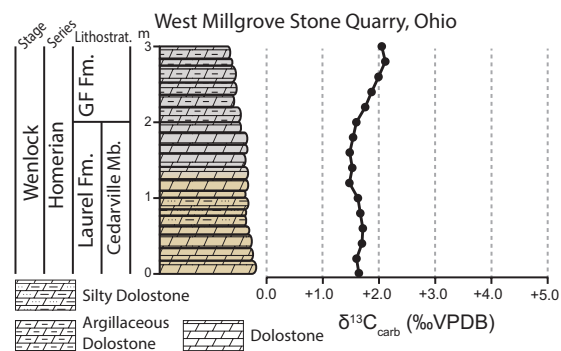 West Millgrove Stone Quarry, Ohio
Stage
Series
Lithostrat.
m
3
2
1
0
Wenlock
Homerian
GF Fm.
Laurel Fm.
Cedarville Mb.
0.0 +1.0 +2.0 +3.0 +4.0 +5.0
δ¹³Ccarb (‰VPDB)
Silty Dolostone
Argillaceous
Dolostone
Dolostone